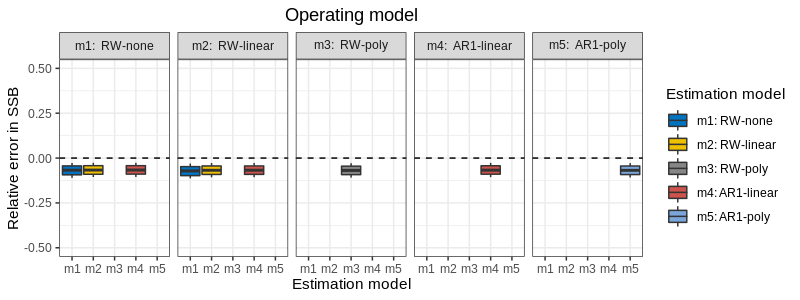 Operating model
m1: RW-none
m2: RW-linear
m3: RW-poly
m4: AR1-linear
m5: AR1-poly
Relative error in SSB
0.50
0.25
0.00
-0.25
-0.50
m1 m2 m3 m4 m5
m1 m2 m3 m4 m5
m1 m2 m3 m4 m5
m1 m2 m3 m4 m5
m1 m2 m3 m4 m5
Estimation model
Estimation model
m1: RW-none
m2: RW-linear
m3: RW-poly
m4: AR1-linear
m5: AR1-poly